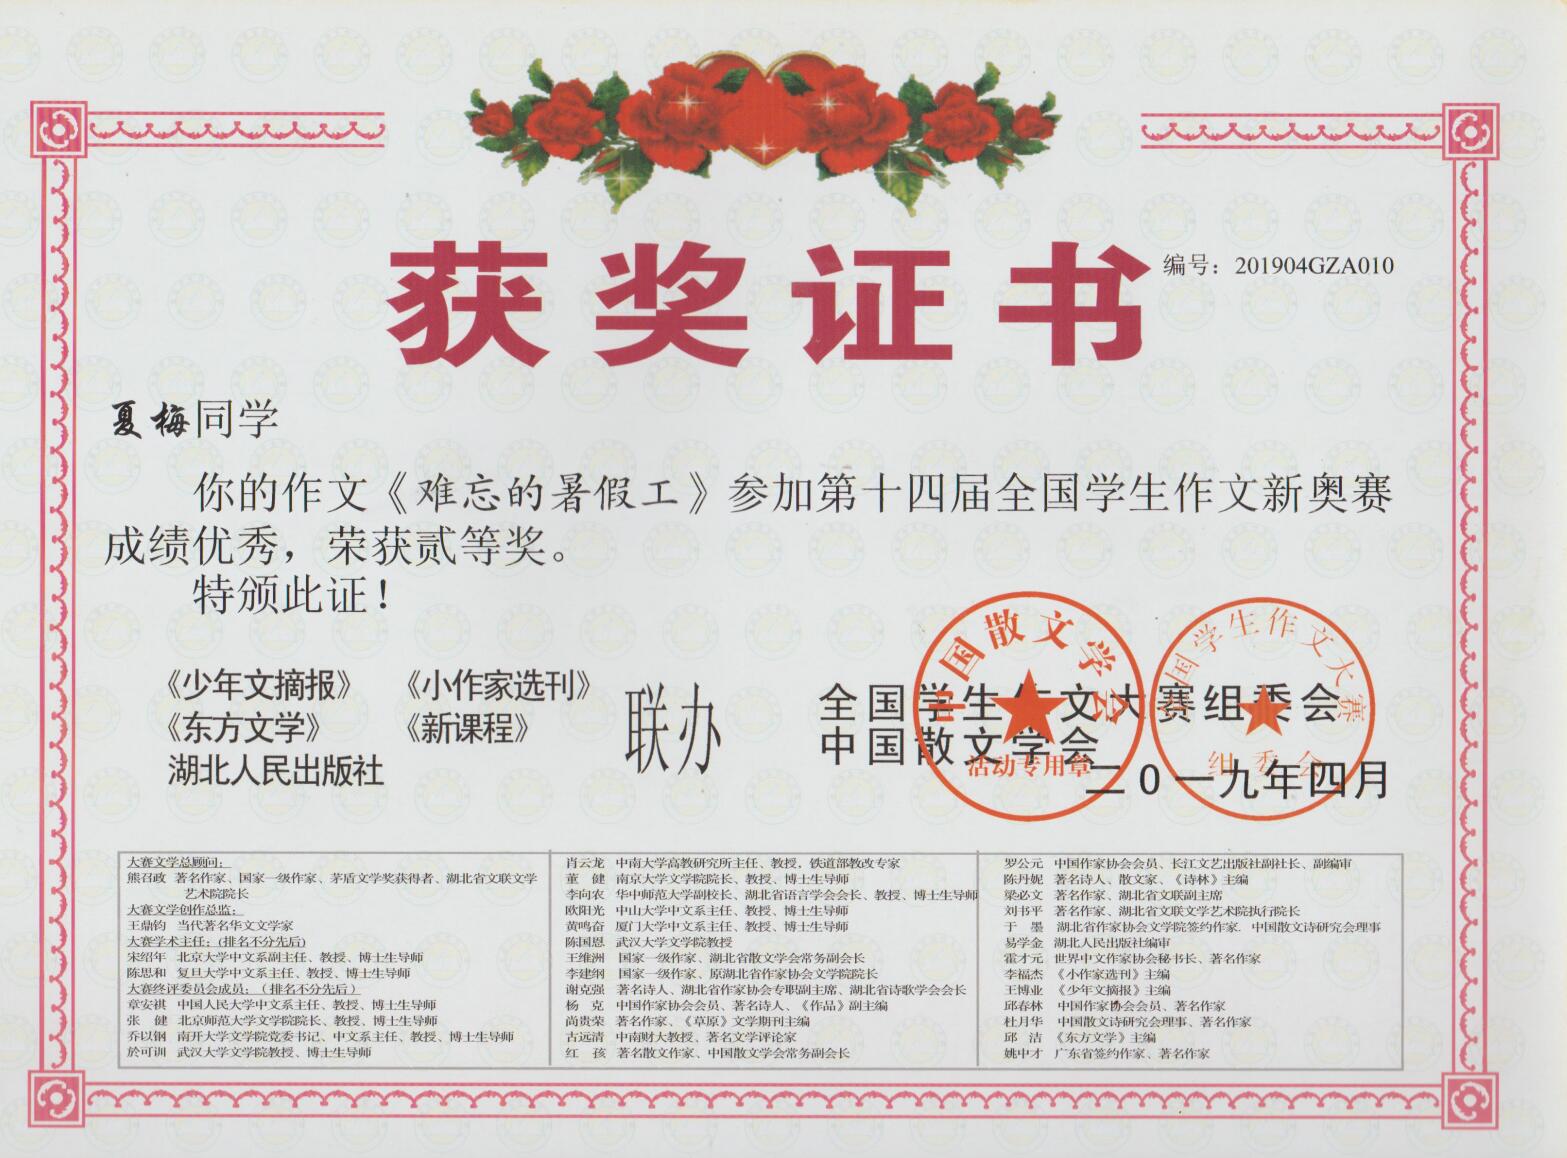 获奖证书
编号：201904GZA010
夏梅同学
你的作文《难忘的暑假工》参加第十四届全国学生作文新奥赛
成绩优秀，荣获贰等奖。
特颁此证！
《少年文摘报》 《小作家选刊》
《东方文学》 《新课程》
湖北人民出版社
联办
全国学生作文大赛组委会
中国散文学会
二0一九年四月
中国散文学会
活动专用章
全国学生作文大赛
组委会
大赛文学总顾问：
熊召政 著名作家、国家一级作家、茅盾文学奖获得者、湖北省文联文学
艺术院院长
大赛文学创作总监：
王鼎钧 当代著名华文文学家
大赛学术主任：（排名不分先后）
宋绍年 北京大学中文系副主任、教授、博士生导师
陈思和 复旦大学中文系主任、教授、博士生导师
大赛终评委员会成员：（排名不分先后）
章安祺 中国人民大学中文系主任、教授、博士生导师
张 健 北京师范大学文学院院长、教授、博士生导师
乔以钢 南开大学文学院党委书记、中文系主任、教授、博士生导师
於可训 武汉大学文学院教授、博士生导师
肖云龙 中南大学高教研究所主任、教授，铁道部教改专家
董 健 南京大学文学院院长、教授、博士生导师
李向农 华中师范大学副校长、湖北省语言学会会长、教授、博士生导师
欧阳光 中山大学中文系主任、教授、博士生导师
黄鸣奋 厦门大学中文系主任、教授、博士生导师
陈国恩 武汉大学文学院教授
王维洲 国家一级作家、湖北省散文学会常务副会长
李建纲 国家一级作家、原湖北省作家协会文学院院长
谢克强 著名诗人、湖北省作家协会专职副主席、湖北省诗歌学会会长
杨 克 中国作家协会会员、著名诗人、《作品》副主编
尚贵荣 著名作家、《草原》文学期刊主编
古远清 中南财大教授、著名文学评论家
红 孩 著名散文作家、中国散文学会常务副会长
罗公元 中国作家协会会员、长江文艺出版社副社长、副编审
陈丹妮 著名诗人、散文家、《诗林》主编
梁必文 著名作家、湖北省文联副主席
刘书平 著名作家、湖北省文联文学艺术院执行院长
于 墨 湖北省作家协会文学院签约作家．中国散文诗研究会理事
易学金 湖北人民出版社编审
霍才元 世界中文作家协会秘书长、著名作家
李福杰 《小作家选刊》主编
王博业 《少年文摘报》主编
邱春林 中国作家协会会员、著名作家
杜月华 中国散文诗研究会理事、著名作家
邱 洁 《东方文学》主编
姚中才 广东省签约作家、著名作家